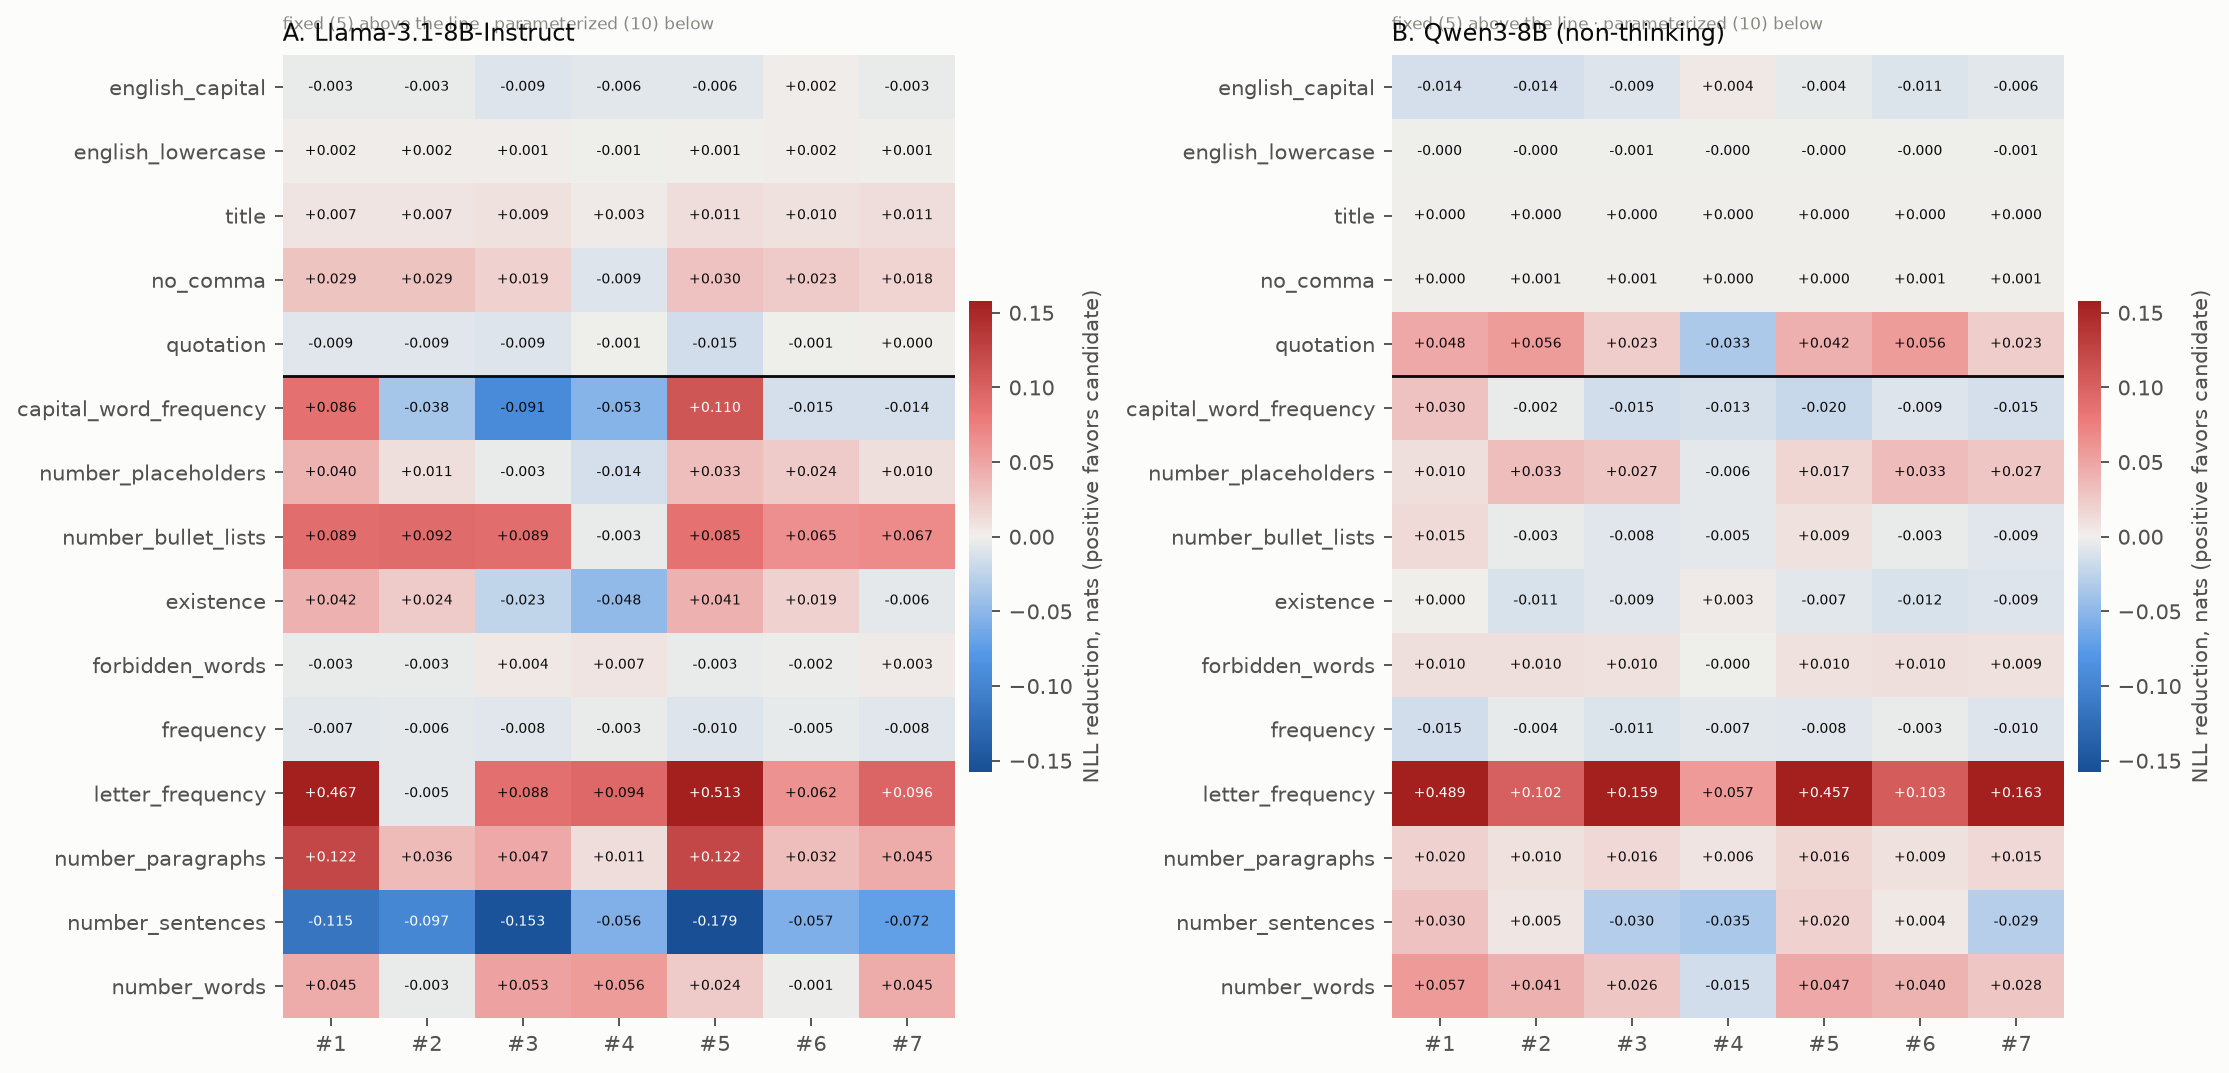 fixed (5) above the line · parameterized (10) below
A. Llama-3.1-8B-Instruct
english_capital -0.003 -0.003 -0.009 -0.006 -0.006 +0.002 -0.003
english_lowercase +0.002 +0.002 +0.001 -0.001 +0.001 +0.002 +0.001
title +0.007 +0.007 +0.009 +0.003 +0.011 +0.010 +0.011
no_comma +0.029 +0.029 +0.019 -0.009 +0.030 +0.023 +0.018
quotation -0.009 -0.009 -0.009 -0.001 -0.015 -0.001 +0.000
capital_word_frequency +0.086 -0.038 -0.091 -0.053 +0.110 -0.015 -0.014
number_placeholders +0.040 +0.011 -0.003 -0.014 +0.033 +0.024 +0.010
number_bullet_lists +0.089 +0.092 +0.089 -0.003 +0.085 +0.065 +0.067
existence +0.042 +0.024 -0.023 -0.048 +0.041 +0.019 -0.006
forbidden_words -0.003 -0.003 +0.004 +0.007 -0.003 -0.002 +0.003
frequency -0.007 -0.006 -0.008 -0.003 -0.010 -0.005 -0.008
letter_frequency +0.467 -0.005 +0.088 +0.094 +0.513 +0.062 +0.096
number_paragraphs +0.122 +0.036 +0.047 +0.011 +0.122 +0.032 +0.045
number_sentences -0.115 -0.097 -0.153 -0.056 -0.179 -0.057 -0.072
number_words +0.045 -0.003 +0.053 +0.056 +0.024 -0.001 +0.045
#1 #2 #3 #4 #5 #6 #7
0.15
0.10
0.05
0.00
−0.05
−0.10
−0.15
NLL reduction, nats (positive favors candidate)
fixed (5) above the line · parameterized (10) below
B. Qwen3-8B (non-thinking)
english_capital -0.014 -0.014 -0.009 +0.004 -0.004 -0.011 -0.006
english_lowercase -0.000 -0.000 -0.001 -0.000 -0.000 -0.000 -0.001
title +0.000 +0.000 +0.000 +0.000 +0.000 +0.000 +0.000
no_comma +0.000 +0.001 +0.001 +0.000 +0.000 +0.001 +0.001
quotation +0.048 +0.056 +0.023 -0.033 +0.042 +0.056 +0.023
capital_word_frequency +0.030 -0.002 -0.015 -0.013 -0.020 -0.009 -0.015
number_placeholders +0.010 +0.033 +0.027 -0.006 +0.017 +0.033 +0.027
number_bullet_lists +0.015 -0.003 -0.008 -0.005 +0.009 -0.003 -0.009
existence +0.000 -0.011 -0.009 +0.003 -0.007 -0.012 -0.009
forbidden_words +0.010 +0.010 +0.010 -0.000 +0.010 +0.010 +0.009
frequency -0.015 -0.004 -0.011 -0.007 -0.008 -0.003 -0.010
letter_frequency +0.489 +0.102 +0.159 +0.057 +0.457 +0.103 +0.163
number_paragraphs +0.020 +0.010 +0.016 +0.006 +0.016 +0.009 +0.015
number_sentences +0.030 +0.005 -0.030 -0.035 +0.020 +0.004 -0.029
number_words +0.057 +0.041 +0.026 -0.015 +0.047 +0.040 +0.028
#1 #2 #3 #4 #5 #6 #7
0.15
0.10
0.05
0.00
−0.05
−0.10
−0.15
NLL reduction, nats (positive favors candidate)